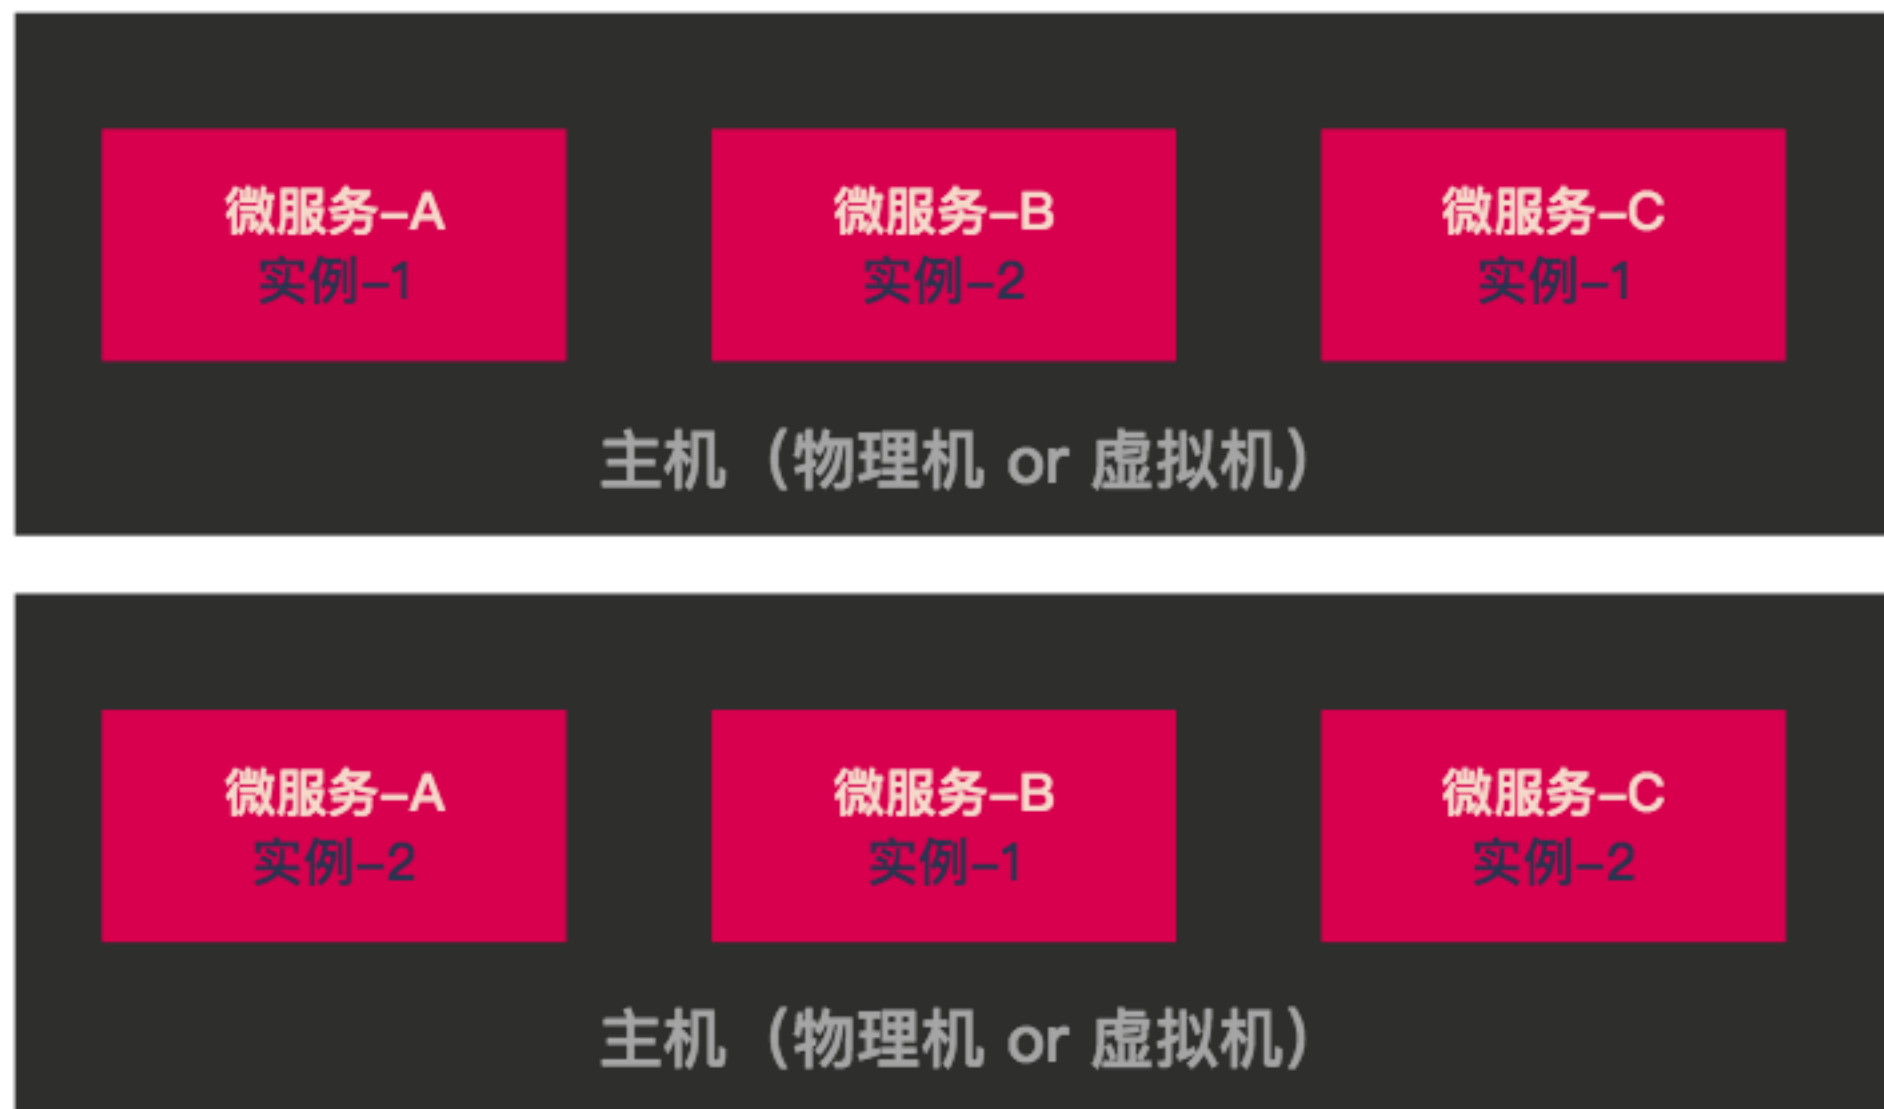 微服务-A
实例-1
微服务-B
实例-2
微服务-C
实例-1
主机（物理机 or 虚拟机）
微服务-A
实例-2
微服务-B
实例-1
微服务-C
实例-2
主机（物理机 or 虚拟机）